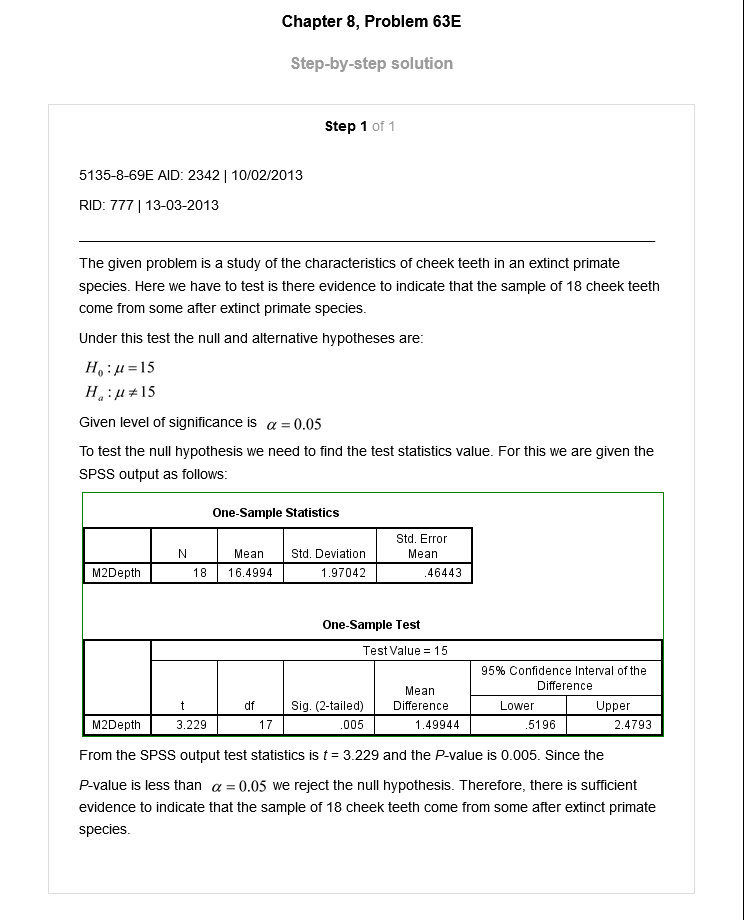 Chapter 8, Problem 63E
Step-by-step solution
Step 1 of 1
5135-8-69E AID: 2342 | 10/02/2013
RID: 777 | 13-03-2013
The given problem is a study of the characteristics of cheek teeth in an extinct primate
species. Here we have to test is there evidence to indicate that the sample of 18 cheek teeth
come from some after extinct primate species.
Under this test the null and alternative hypotheses are:
H₀ : μ = 15
Hₐ : μ ≠ 15
Given level of significance is α = 0.05
To test the null hypothesis we need to find the test statistics value. For this we are given the
SPSS output as follows:
One-Sample Statistics
N Mean Std. Deviation Std. Error Mean
M2Depth 18 16.4994 1.97042 .46443
One-Sample Test
Test Value = 15
95% Confidence Interval of the Difference
t df Sig. (2-tailed) Mean Difference Lower Upper
M2Depth 3.229 17 .005 1.49944 .5196 2.4793
From the SPSS output test statistics is t = 3.229 and the P-value is 0.005. Since the
P-value is less than α = 0.05 we reject the null hypothesis. Therefore, there is sufficient
evidence to indicate that the sample of 18 cheek teeth come from some after extinct primate
species.